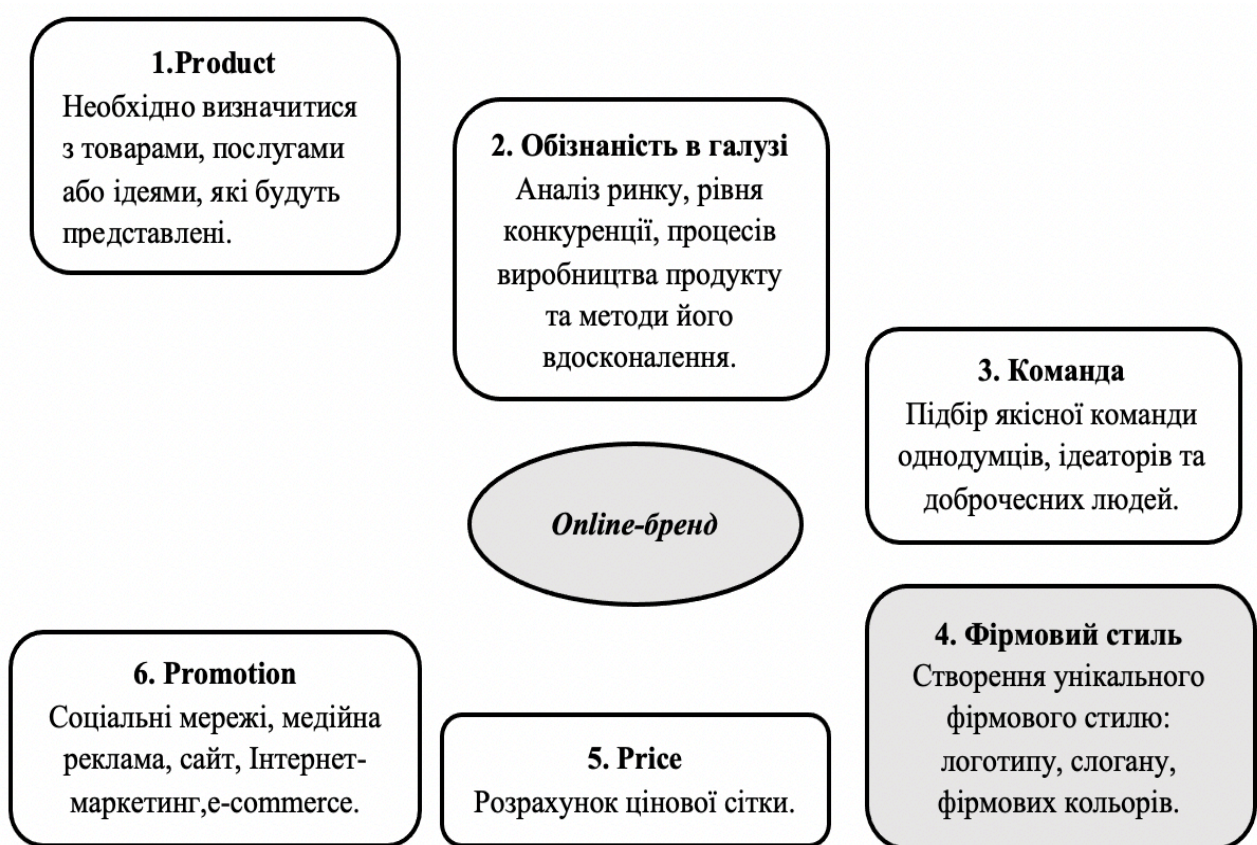 1.Product
Необхідно визначитися
з товарами, послугами
або ідеями, які будуть
представлені.
2. Обізнаність в галузі
Аналіз ринку, рівня
конкуренції, процесів
виробництва продукту
та методи його
вдосконалення.
3. Команда
Підбір якісної команди
однодумців, ідеаторів та
доброчесних людей.
Online-бренд
4. Фірмовий стиль
Створення унікального
фірмового стилю:
логотипу, слогану,
фірмових кольорів.
5. Price
Розрахунок цінової сітки.
6. Promotion
Соціальні мережі, медійна
реклама, сайт, Інтернет-
маркетинг,e-commerce.